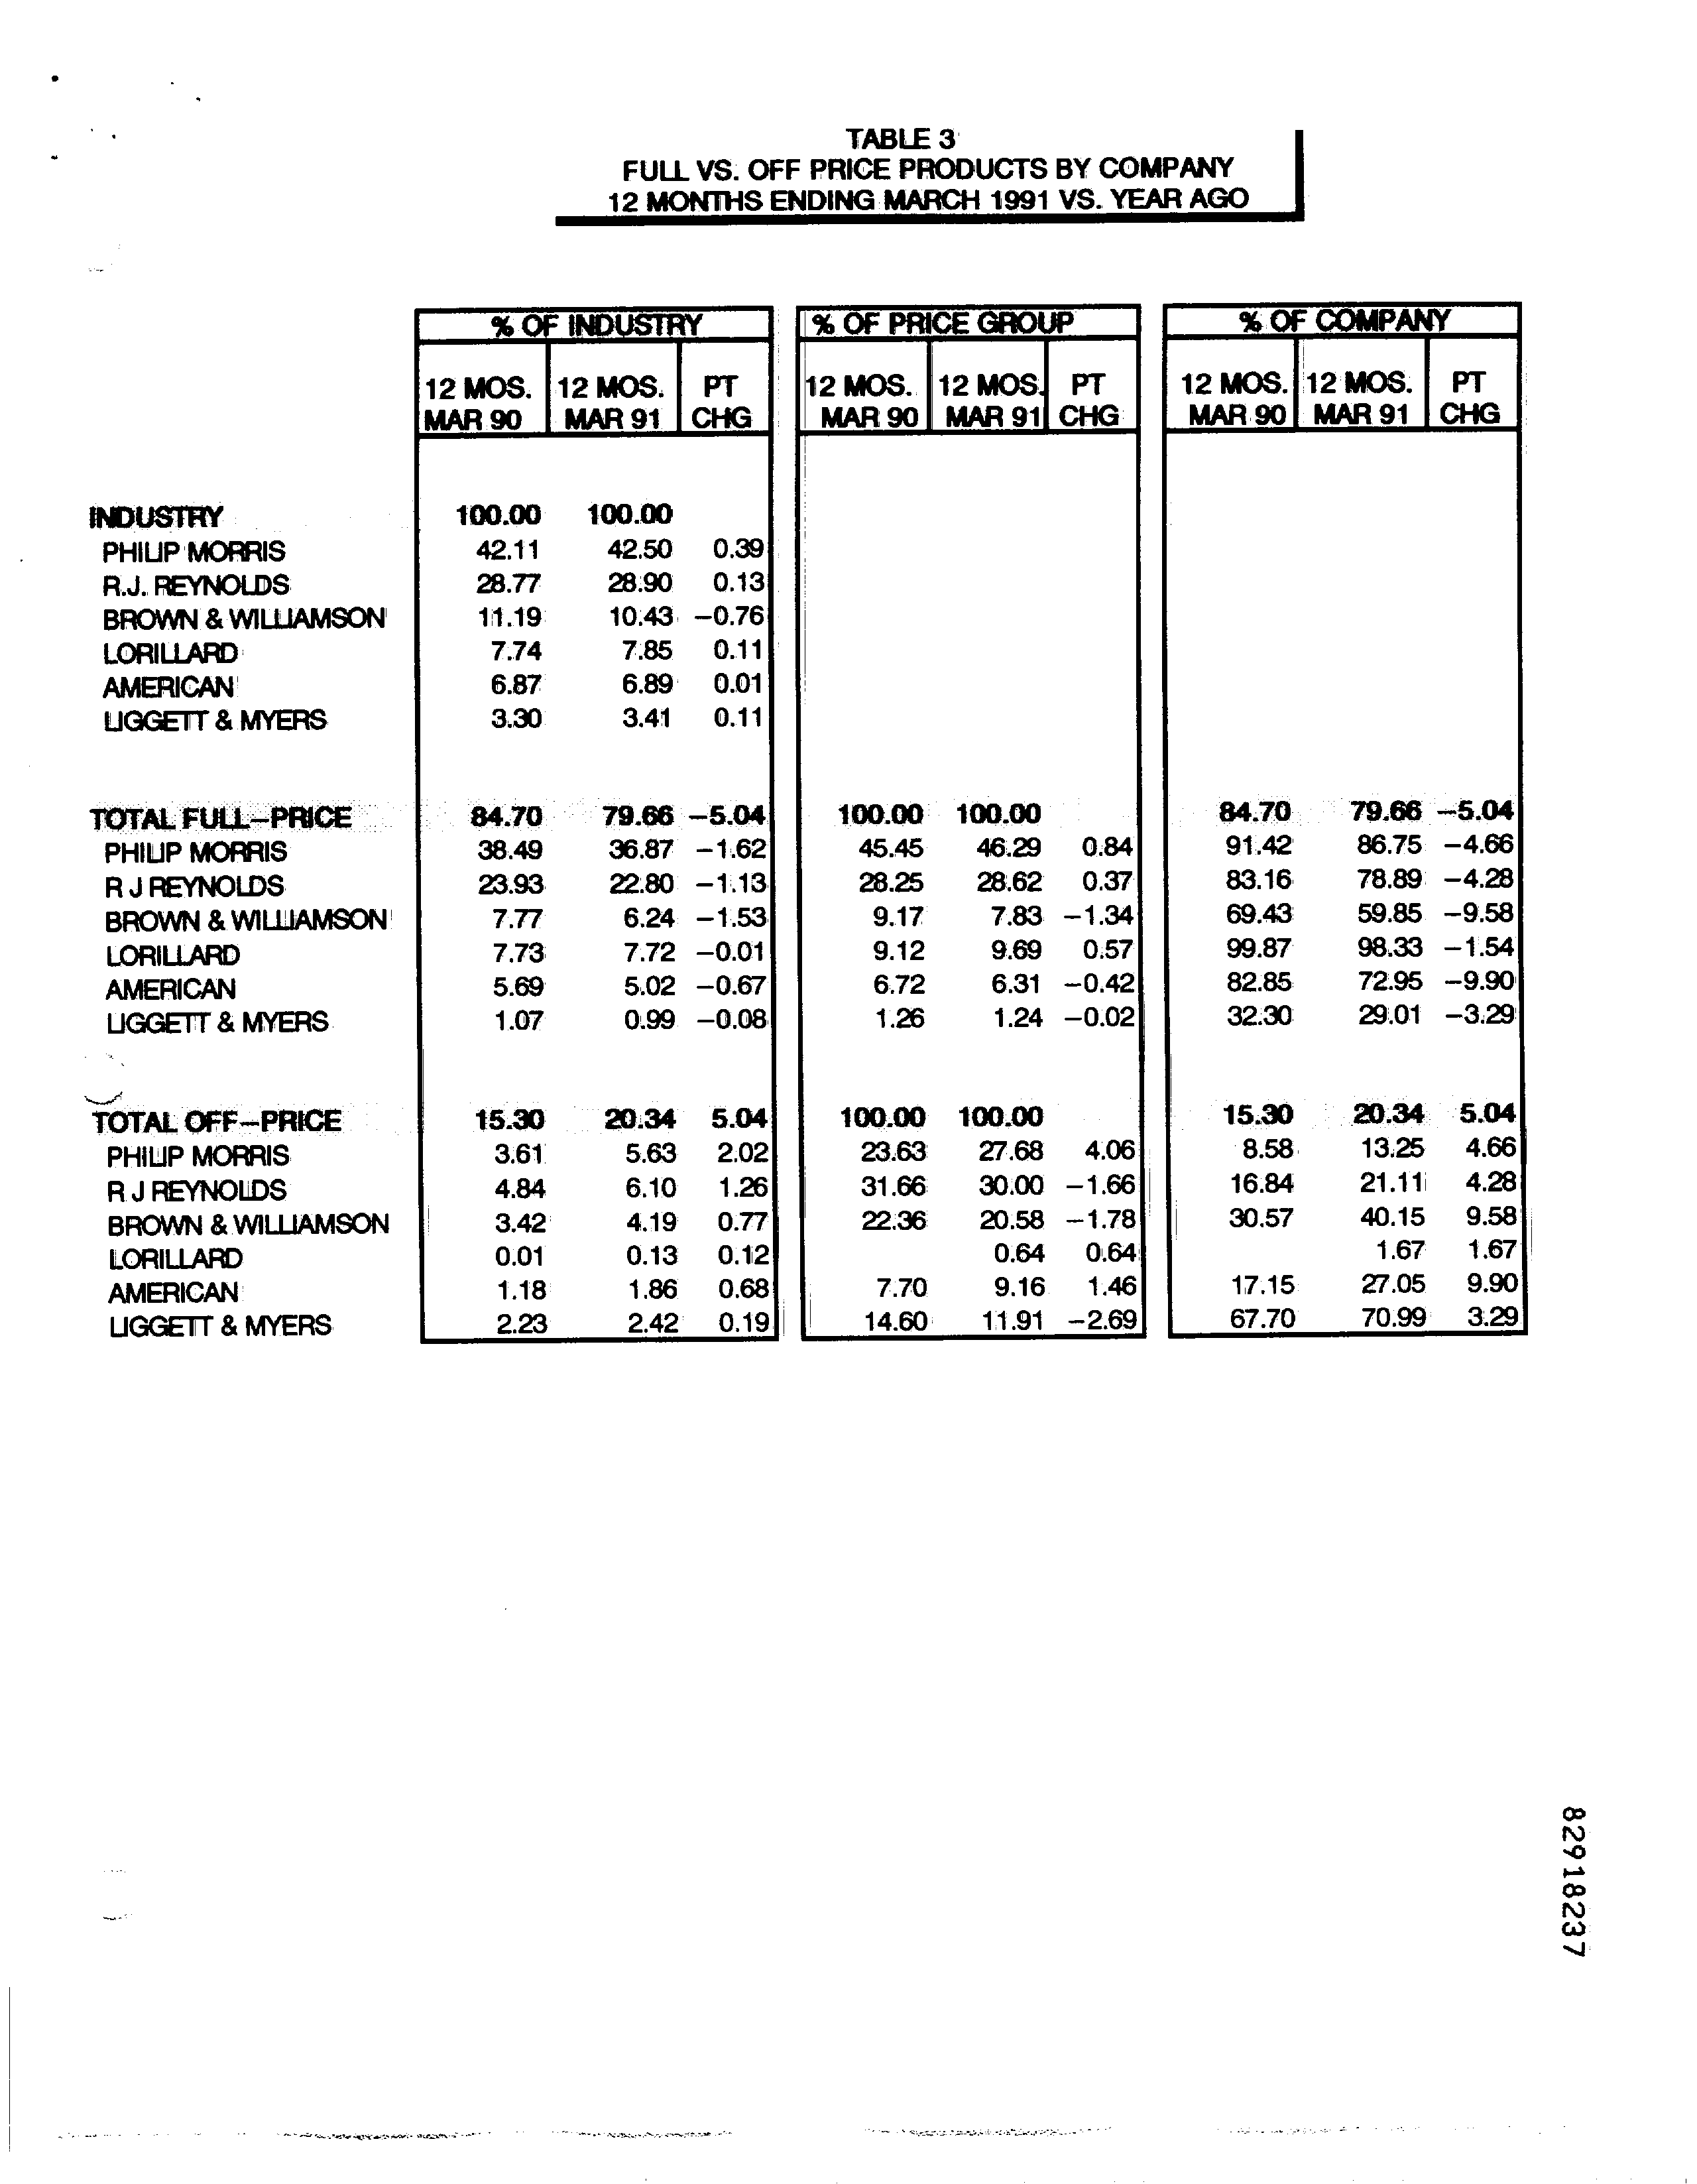 TABLE 3
FULL VS. OFF PRICE PRODUCTS BY COMPANY
12 MONTHS ENDING MARCH 1991 VS. YEAR AGO
% OF INDUSTRY % OF PRICE GROUP % OF COMPANY
12 MOS. 12 MOS. PT 12 MOS. 12 MOS. PT 12 MOS. 12 MOS. PT
MAR 90 MAR 91 CHG MAR 90 MAR 91 CHG MAR 90 MAR 91 CHG
INDUSTRY 100.00 100.00
PHILIP MORRIS 42.11 42.50 0.39
R.J. REYNOLDS 28.77 28.90 0.13
BROWN & WILLIAMSON 11.19 10.43 -0.76
LORILLARD 7.74 7.85 0.11
AMERICAN 6.87 6.89 0.01
LIGGETT & MYERS 3.30 3.41 0.11
TOTAL FULL-PRICE 84.70 79.66 -5.04 100.00 100.00 84.70 79.66 -5.04
PHILIP MORRIS 38.49 36.87 -1.62 45.45 46.29 0.84 91.42 86.75 -4.66
R J REYNOLDS 23.93 22.80 -1.13 28.25 28.62 0.37 83.16 78.89 -4.28
BROWN & WILLIAMSON 7.77 6.24 -1.53 9.17 7.83 -1.34 69.43 59.85 -9.58
LORILLARD 7.73 7.72 -0.01 9.12 9.69 0.57 99.87 98.33 -1.54
AMERICAN 5.69 5.02 -0.67 6.72 6.31 -0.42 82.85 72.95 -9.90
LIGGETT & MYERS 1.07 0.99 -0.08 1.26 1.24 -0.02 32.30 29.01 -3.29
TOTAL OFF-PRICE 15.30 20.34 5.04 100.00 100.00 15.30 20.34 5.04
PHILIP MORRIS 3.61 5.63 2.02 23.63 27.68 4.06 8.58 13.25 4.66
R J REYNOLDS 4.84 6.10 1.26 31.66 30.00 -1.66 16.84 21.11 4.28
BROWN & WILLIAMSON 3.42 4.19 0.77 22.36 20.58 -1.78 30.57 40.15 9.58
LORILLARD 0.01 0.13 0.12 0.64 0.64 1.67 1.67
AMERICAN 1.18 1.86 0.68 7.70 9.16 1.46 17.15 27.05 9.90
LIGGETT & MYERS 2.23 2.42 0.19 14.60 11.91 -2.69 67.70 70.99 3.29
82918237